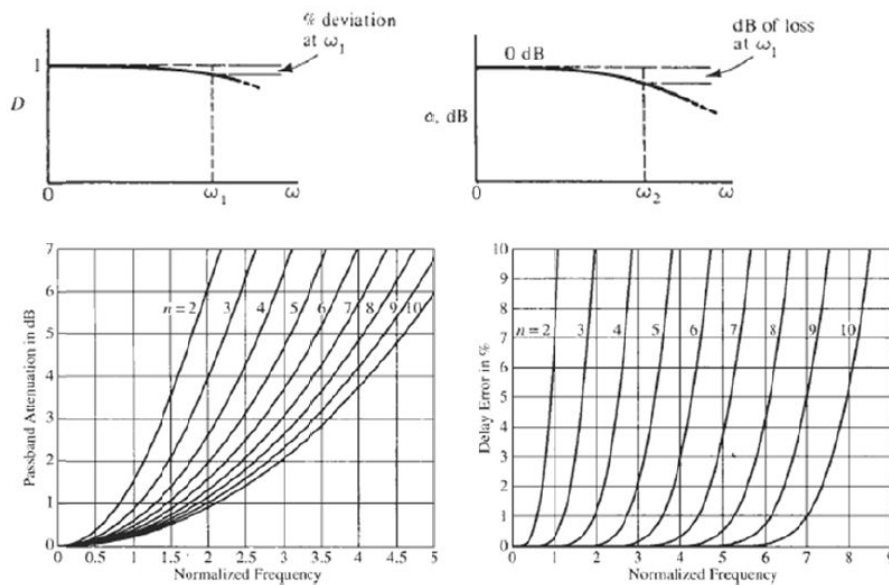 % deviation
at ω₁
1
D
0
ω₁
ω
dB of loss
at ω₁
0 dB
α, dB
0
ω₂
ω
7
6
5
4
3
2
1
0
Passband Attenuation in dB
n = 2
3
4
5
6
7
8
9
10
0 0.5 1 1.5 2 2.5 3 3.5 4 4.5 5
Normalized Frequency
10
9
8
7
6
5
4
3
2
1
0
Delay Error in %
n = 2
3
4
5
6
7
8
9
10
0 1 2 3 4 5 6 7 8 9
Normalized Frequency